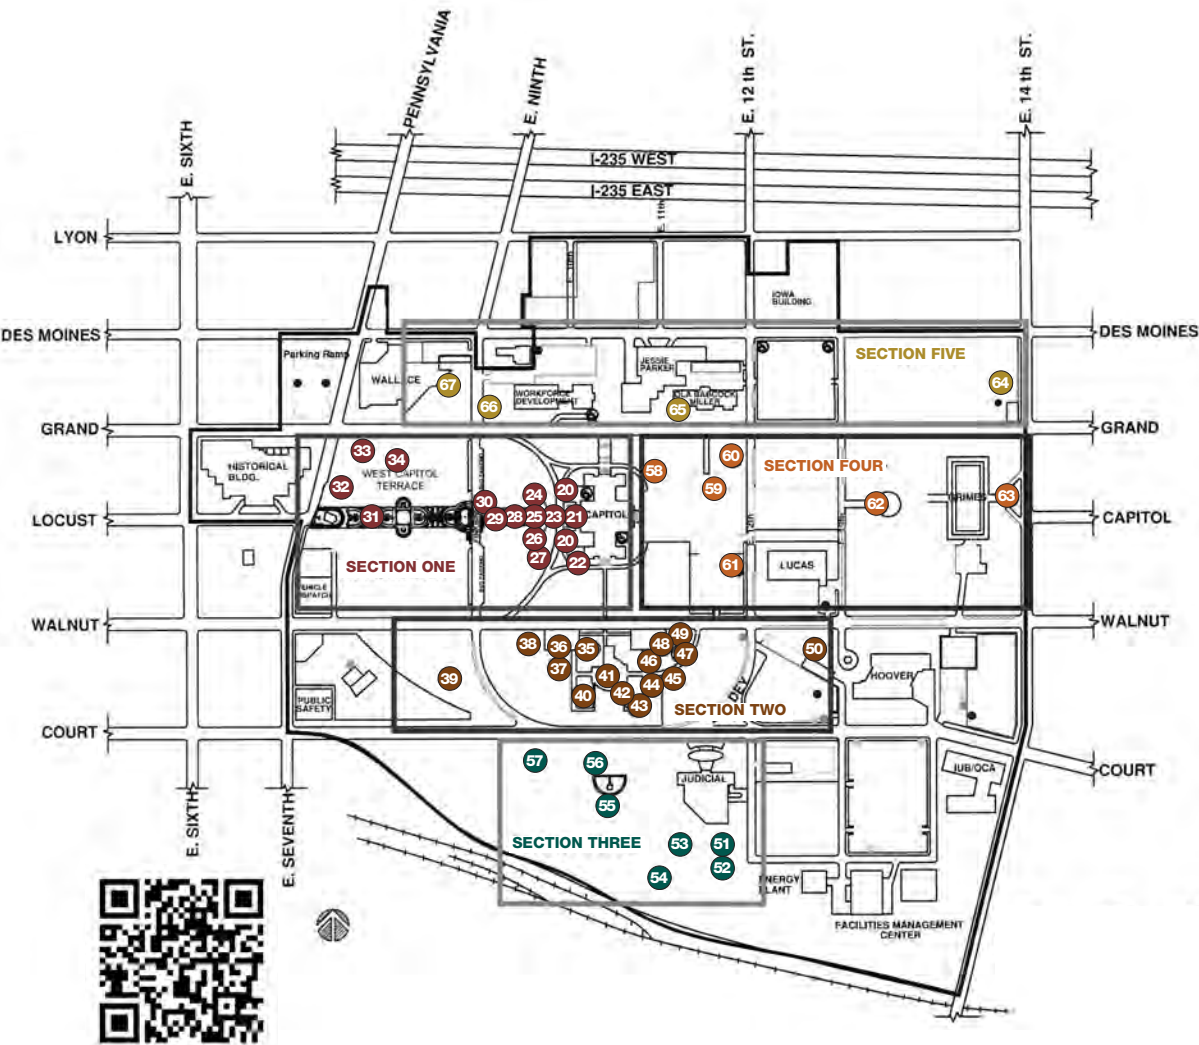 PENNSYLVANIA
E. NINTH
E. 12 th ST.
E. 14 th ST.
E. SIXTH
I-235 WEST
I-235 EAST
E. 11th
LYON
IOWA
BUILDING
DES MOINES
DES MOINES
Parking Ramp
WALLACE
67
66
WORKFORCE
DEVELOPMENT
JESSIE
PARKER
OLA BABCOCK
MILLER
65
SECTION FIVE
64
GRAND
GRAND
HISTORICAL
BLDG.
33
34
32
WEST CAPITOL
TERRACE
31
30
29
28
24
25
23
20
21
26
20
27
22
CAPITOL
SECTION ONE
58
60
59
SECTION FOUR
62
GRIMES
63
61
LUCAS
LOCUST
CAPITOL
WALNUT
WALNUT
38
36
35
37
39
41
40
42
43
44
45
46
47
48
49
50
SECTION TWO
HOOVER
PUBLIC
SAFETY
COURT
COURT
57
56
55
JUDICIAL
IUB/OCA
SECTION THREE
53
51
52
54
ENERGY
PLANT
FACILITIES MANAGEMENT
CENTER
E. SIXTH
E. SEVENTH